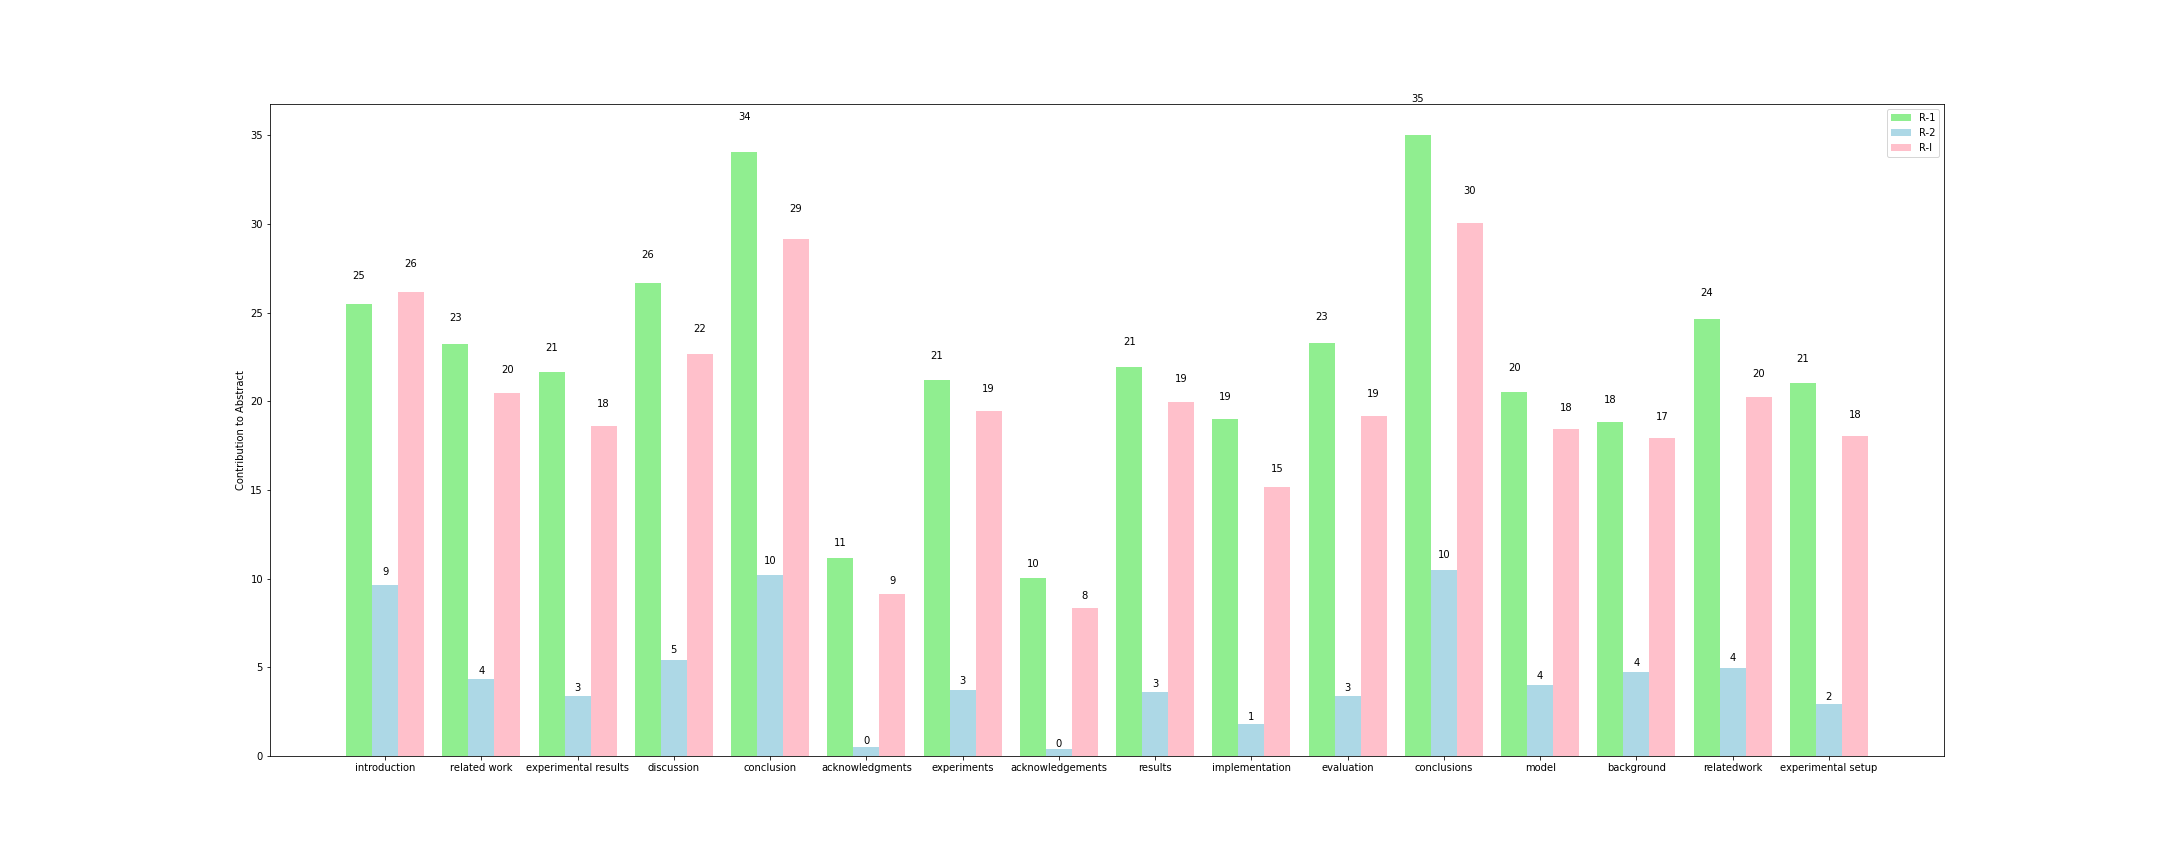 35
34
30
29
26
26
25
24
23
23
22
21
21
21
21
20
20
20
19
19
19
19
18
18
18
18
17
15
11
10
10
10
9
9
8
5
4
4
4
4
3
3
3
3
2
1
0
0
R-1
R-2
R-l
Contribution to Abstract
35
30
25
20
15
10
5
0
introduction
related work
experimental results
discussion
conclusion
acknowledgments
experiments
acknowledgements
results
implementation
evaluation
conclusions
model
background
relatedwork
experimental setup